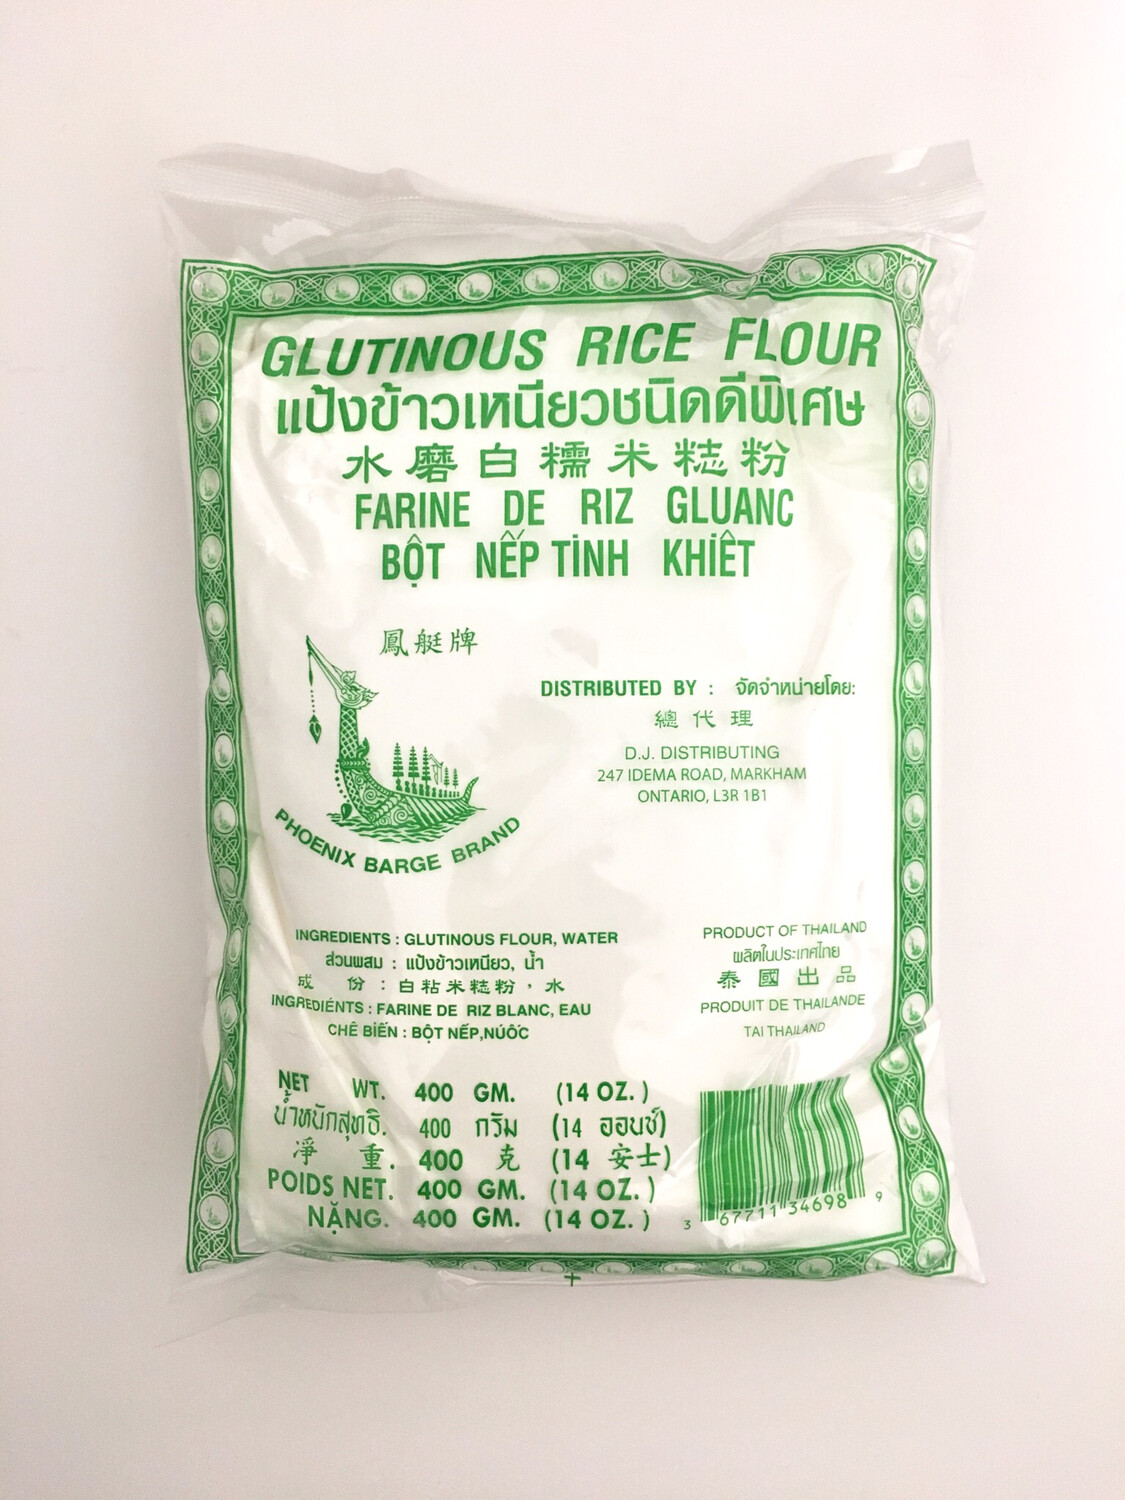 GLUTINOUS RICE FLOUR
แป้งข้าวเหนียวชนิดดีพิเศษ
水磨白糯米糕粉
FARINE DE RIZ GLUANC
BỘT NẾP TiNH KHiÊT
鳳艇牌
PHOENIX BARGE BRAND
DISTRIBUTED BY : จัดจำหน่ายโดย:
總代理
D.J. DISTRIBUTING
247 IDEMA ROAD, MARKHAM
ONTARIO, L3R 1B1
INGREDIENTS : GLUTINOUS FLOUR, WATER
ส่วนผสม : แป้งข้าวเหนียว, น้ำ
成 份 : 白粘米糕粉，水
INGREDIÉNTS : FARINE DE RIZ BLANC, EAU
CHÊ BiẾN : BỘT NẾP,NÚÔC
PRODUCT OF THAILAND
ผลิตในประเทศไทย
泰國出品
PRODUIT DE THAILANDE
TAI THAILAND
NET WT. 400 GM. (14 OZ.)
น้ำหนักสุทธิ. 400 กรัม (14 ออนซ์)
淨 重. 400 克 (14 安士)
POIDS NET. 400 GM. (14 OZ.)
NẶNG. 400 GM. (14 OZ.)
3 67711 34698 9